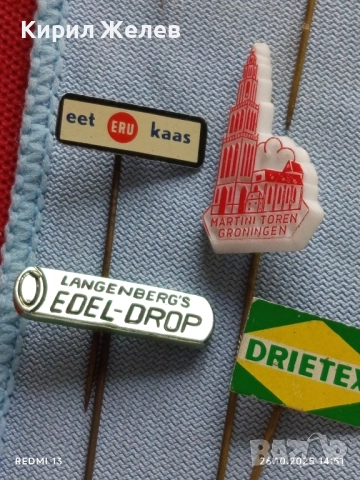 Кирил Желев
eet ERU kaas
MARTINI TOREN
GRONINGEN
LANGENBERG'S
EDEL-DROP
DRIETEX
REDMI 13
26/10/2025 14:51